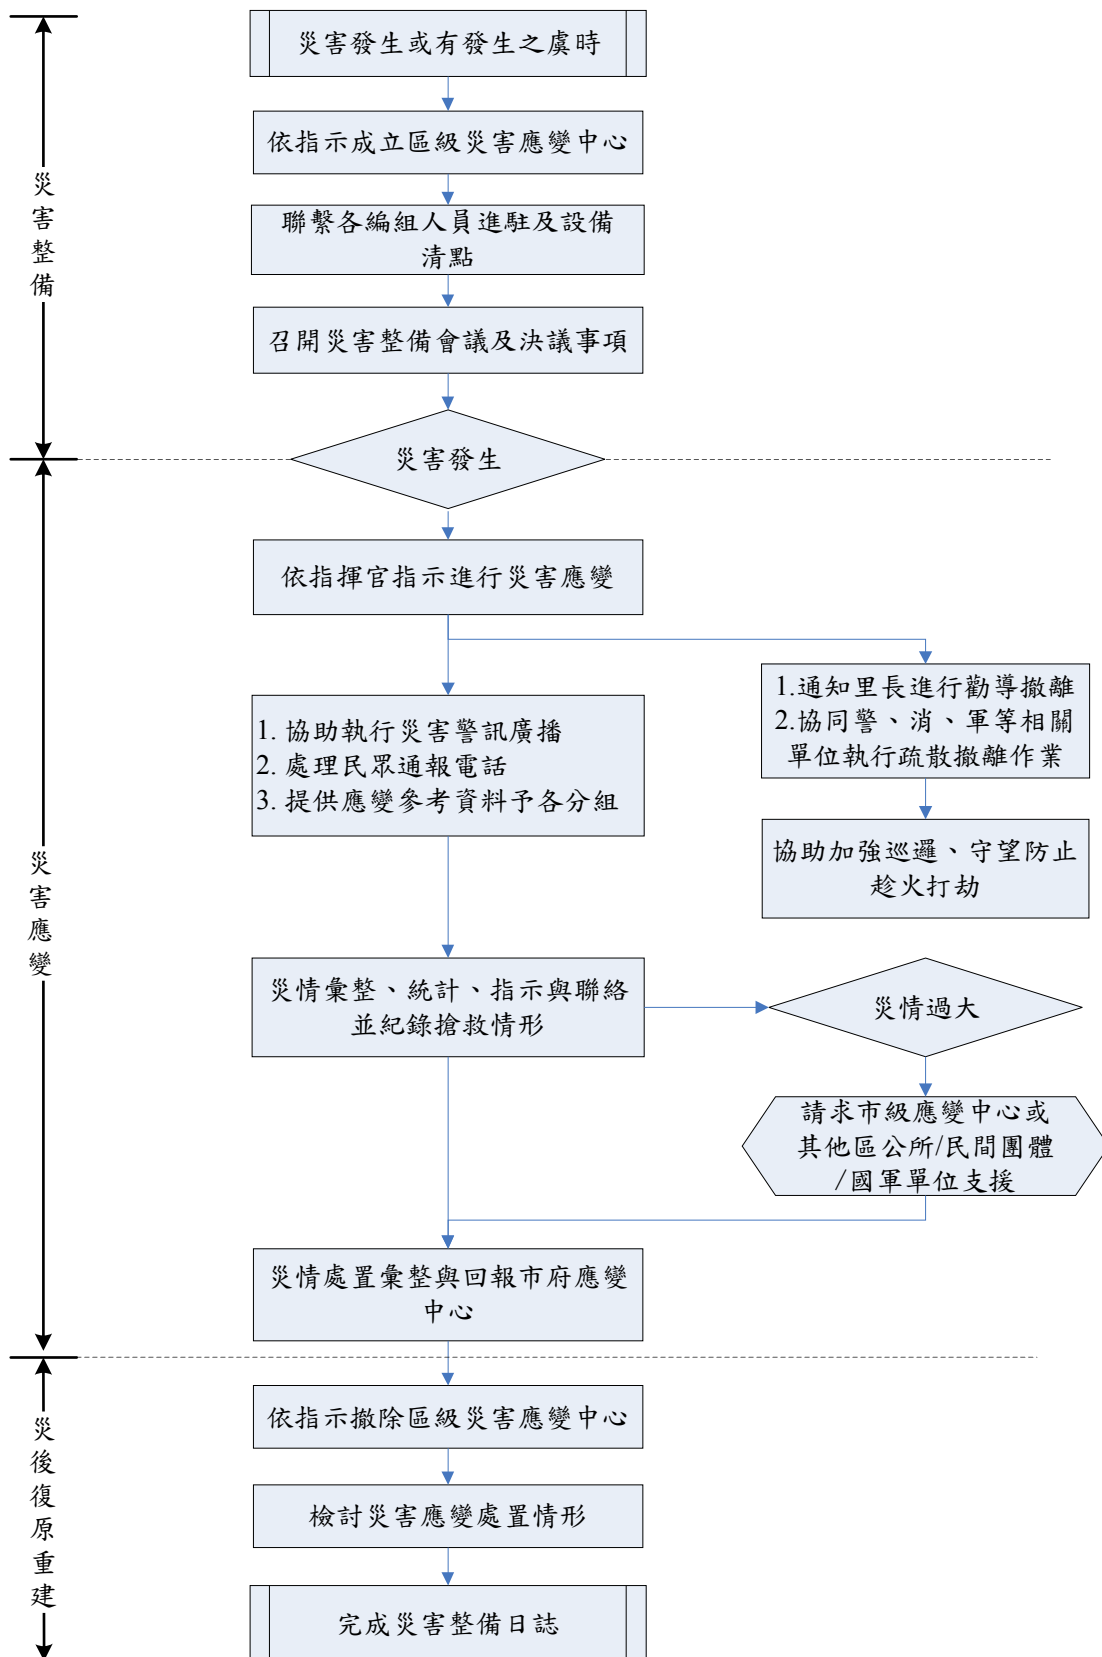 災害發生或有發生之虞時
依指示成立區級災害應變中心
聯繫各編組人員進駐及設備
清點
召開災害整備會議及決議事項
災害整備
災害發生
依指揮官指示進行災害應變
1.通知里長進行勸導撤離
2.協同警、消、軍等相關
單位執行疏散撤離作業
1. 協助執行災害警訊廣播
2. 處理民眾通報電話
3. 提供應變參考資料予各分組
協助加強巡邏、守望防止
趁火打劫
災害應變
災情彙整、統計、指示與聯絡
並紀錄搶救情形
災情過大
請求市級應變中心或
其他區公所/民間團體
/國軍單位支援
災情處置彙整與回報市府應變
中心
依指示撤除區級災害應變中心
檢討災害應變處置情形
完成災害整備日誌
災後復原重建